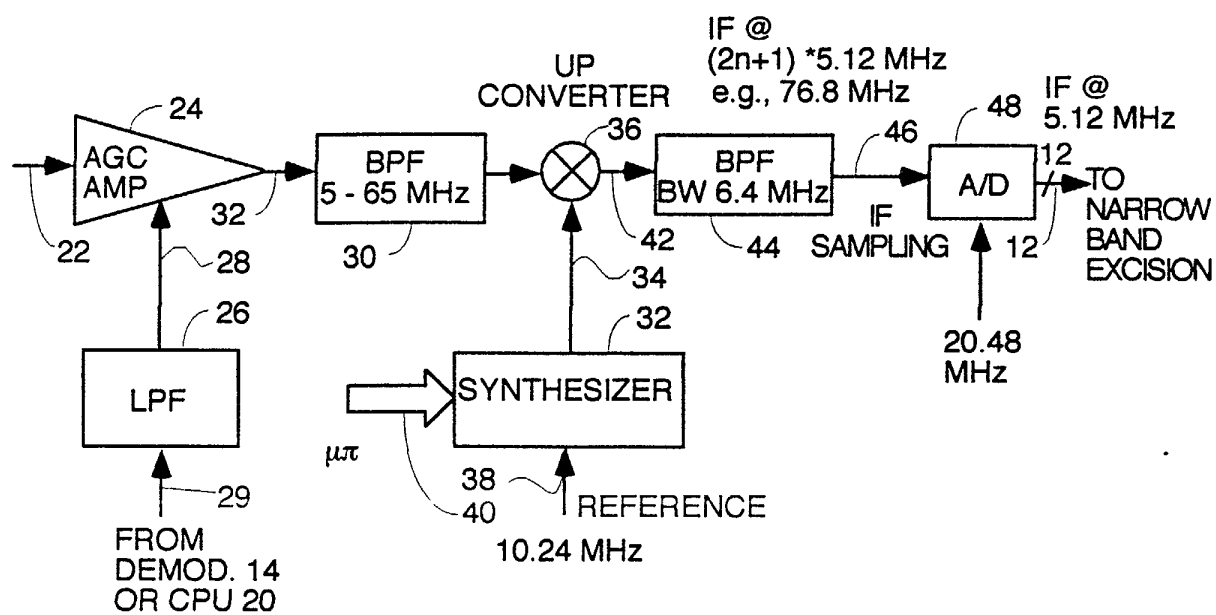 IF @
(2n+1) *5.12 MHz
e.g., 76.8 MHz
UP
CONVERTER
IF @
5.12 MHz
24
36
46
48
12
AGC
AMP
BPF
5 - 65 MHz
BPF
BW 6.4 MHz
A/D
TO
NARROW
BAND
EXCISION
22
32
30
42
44
IF
SAMPLING
12
28
34
26
32
20.48
MHz
LPF
SYNTHESIZER
μπ
38
40
REFERENCE
10.24 MHz
29
FROM
DEMOD. 14
OR CPU 20